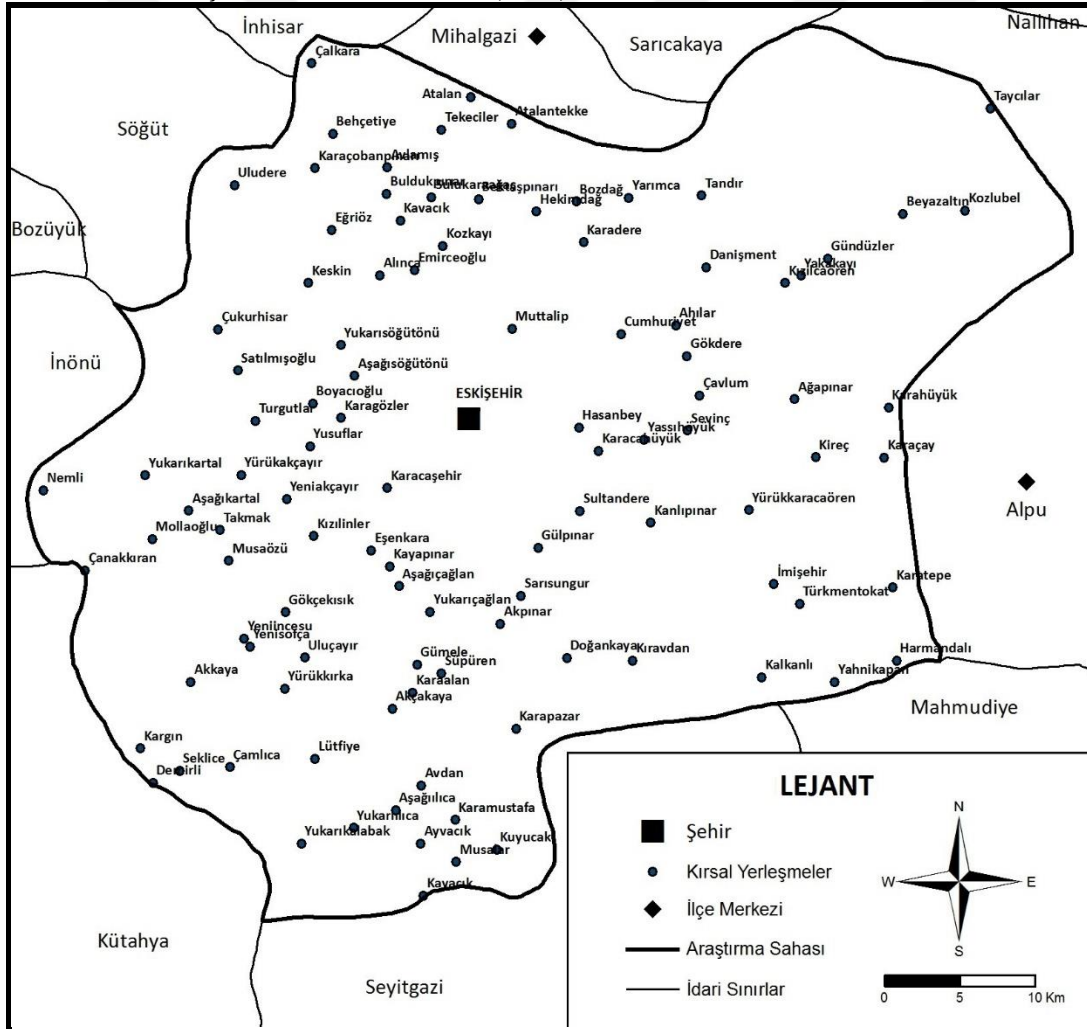 İnhisar
Mihalgazi
Sarıcakaya
Nallıhan
Çalkara
Atalan
Tekeciler
Atalantekke
Taycılar
Söğüt
Behçetiye
Karaçobanpınarı
Avlamış
Uludere
Buldukpınar
Bektaşpınarı
Hekimdağ
Bozdağ
Yarımca
Tandır
Beyazaltın
Kozlubel
Bozüyük
Eğriöz
Kavacık
Kozkayı
Karadere
Gündüzler
Keskin
Alınca
Emirceoğlu
Danişment
Yakakayı
Kızılcaören
Çukurhisar
Muttalip
Cumhuriyet
Ahılar
İnönü
Yukarısöğütönü
Gökdere
Satılmışoğlu
Aşağısöğütönü
ESKİŞEHİR
Çavlum
Ağapınar
Karahüyük
Boyacıoğlu
Turgutlar
Karagözler
Hasanbey
Sevinç
Yassıhüyük
Yusuflar
Karacahüyük
Kireç
Karaçay
Nemli
Yukarıkartal
Yürükakçayır
Karacaşehir
Yeniakçayır
Aşağıkartal
Sultandere
Kanlıpınar
Yürükkaracaören
Alpu
Mollaoğlu
Takmak
Kızılinler
Gülpınar
Çanakkıran
Musaözü
Eşenkara
Kayapınar
Aşağıçağlan
Sarısungur
İmişehir
Karatepe
Gökçekısık
Yukarıçağlan
Akpınar
Türkmentokat
Yeniincesu
Yenisofça
Uluçayır
Gümele
Süpüren
Doğankaya
Kıravdan
Harmandalı
Akkaya
Yürükkırka
Karaalan
Kalkanlı
Yahnikapan
Akçakaya
Mahmudiye
Karapazar
Kargın
Seklice
Çamlıca
Lütfiye
Demirli
Avdan
Aşağıılıca
Karamustafa
Yukarıılıca
Yukarıkalabak
Ayvacık
Kuyucak
Musalar
Kavacık
Kütahya
Seyitgazi
LEJANT
Şehir
Kırsal Yerleşmeler
İlçe Merkezi
Araştırma Sahası
İdari Sınırlar
N
W
E
S
0 5 10 Km